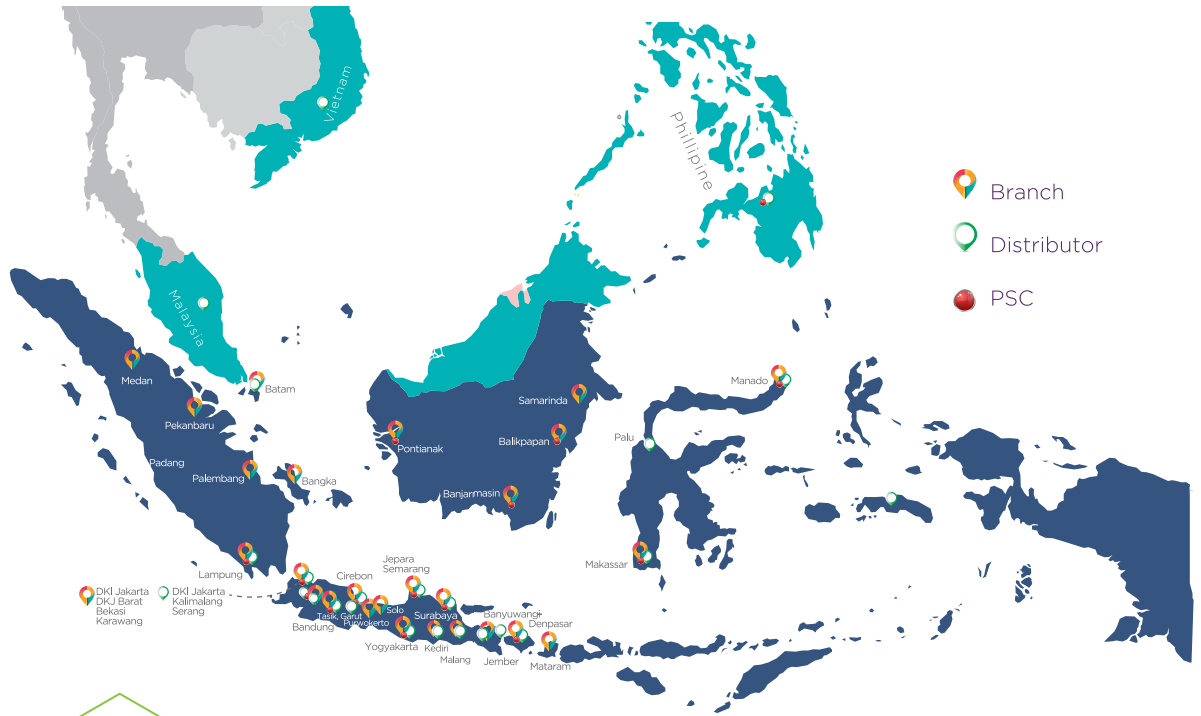 Vietnam
Phillipine
Branch
Distributor
PSC
Malaysia
Medan
Batam
Manado
Samarinda
Pekanbaru
Palu
Balikpapan
Pontianak
Padang
Palembang
Bangka
Banjarmasin
Makassar
Lampung
Jepara
Semarang
Cirebon
DKI Jakarta
DKJ Barat
Bekasi
Karawang
DKI Jakarta
Kalimalang
Serang
Tasik, Garut
Solo
Purwokerto
Surabaya
Banyuwangi
Denpasar
Bandung
Yogyakarta
Kediri
Malang
Jember
Mataram